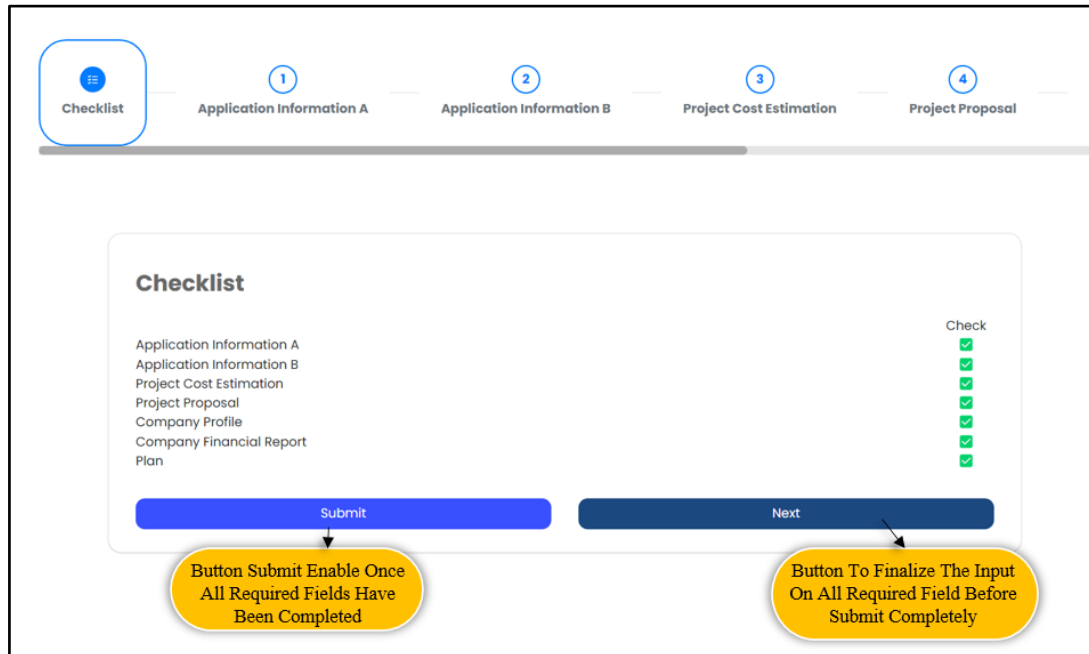 1 2 3 4
Checklist Application Information A Application Information B Project Cost Estimation Project Proposal
Checklist
Check
Application Information A
Application Information B
Project Cost Estimation
Project Proposal
Company Profile
Company Financial Report
Plan
Submit Next
Button Submit Enable Once
All Required Fields Have
Been Completed
Button To Finalize The Input
On All Required Field Before
Submit Completely